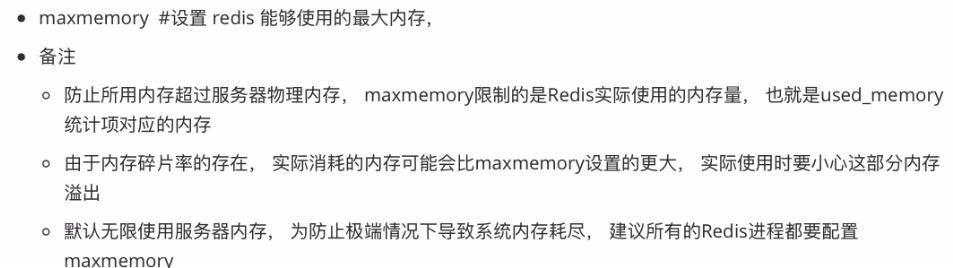 maxmemory #设置 redis 能够使用的最大内存，
备注
防止所用内存超过服务器物理内存， maxmemory限制的是Redis实际使用的内存量， 也就是used_memory
统计项对应的内存
由于内存碎片率的存在， 实际消耗的内存可能会比maxmemory设置的更大， 实际使用时要小心这部分内存
溢出
默认无限使用服务器内存， 为防止极端情况下导致系统内存耗尽， 建议所有的Redis进程都要配置
maxmemory